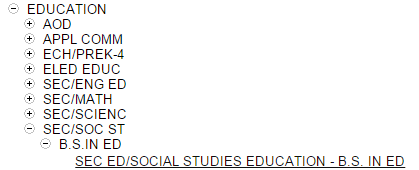 EDUCATION
AOD
APPL COMM
ECH/PREK-4
ELED EDUC
SEC/ENG ED
SEC/MATH
SEC/SCIENC
SEC/SOC ST
B.S.IN ED
SEC ED/SOCIAL STUDIES EDUCATION - B.S. IN ED